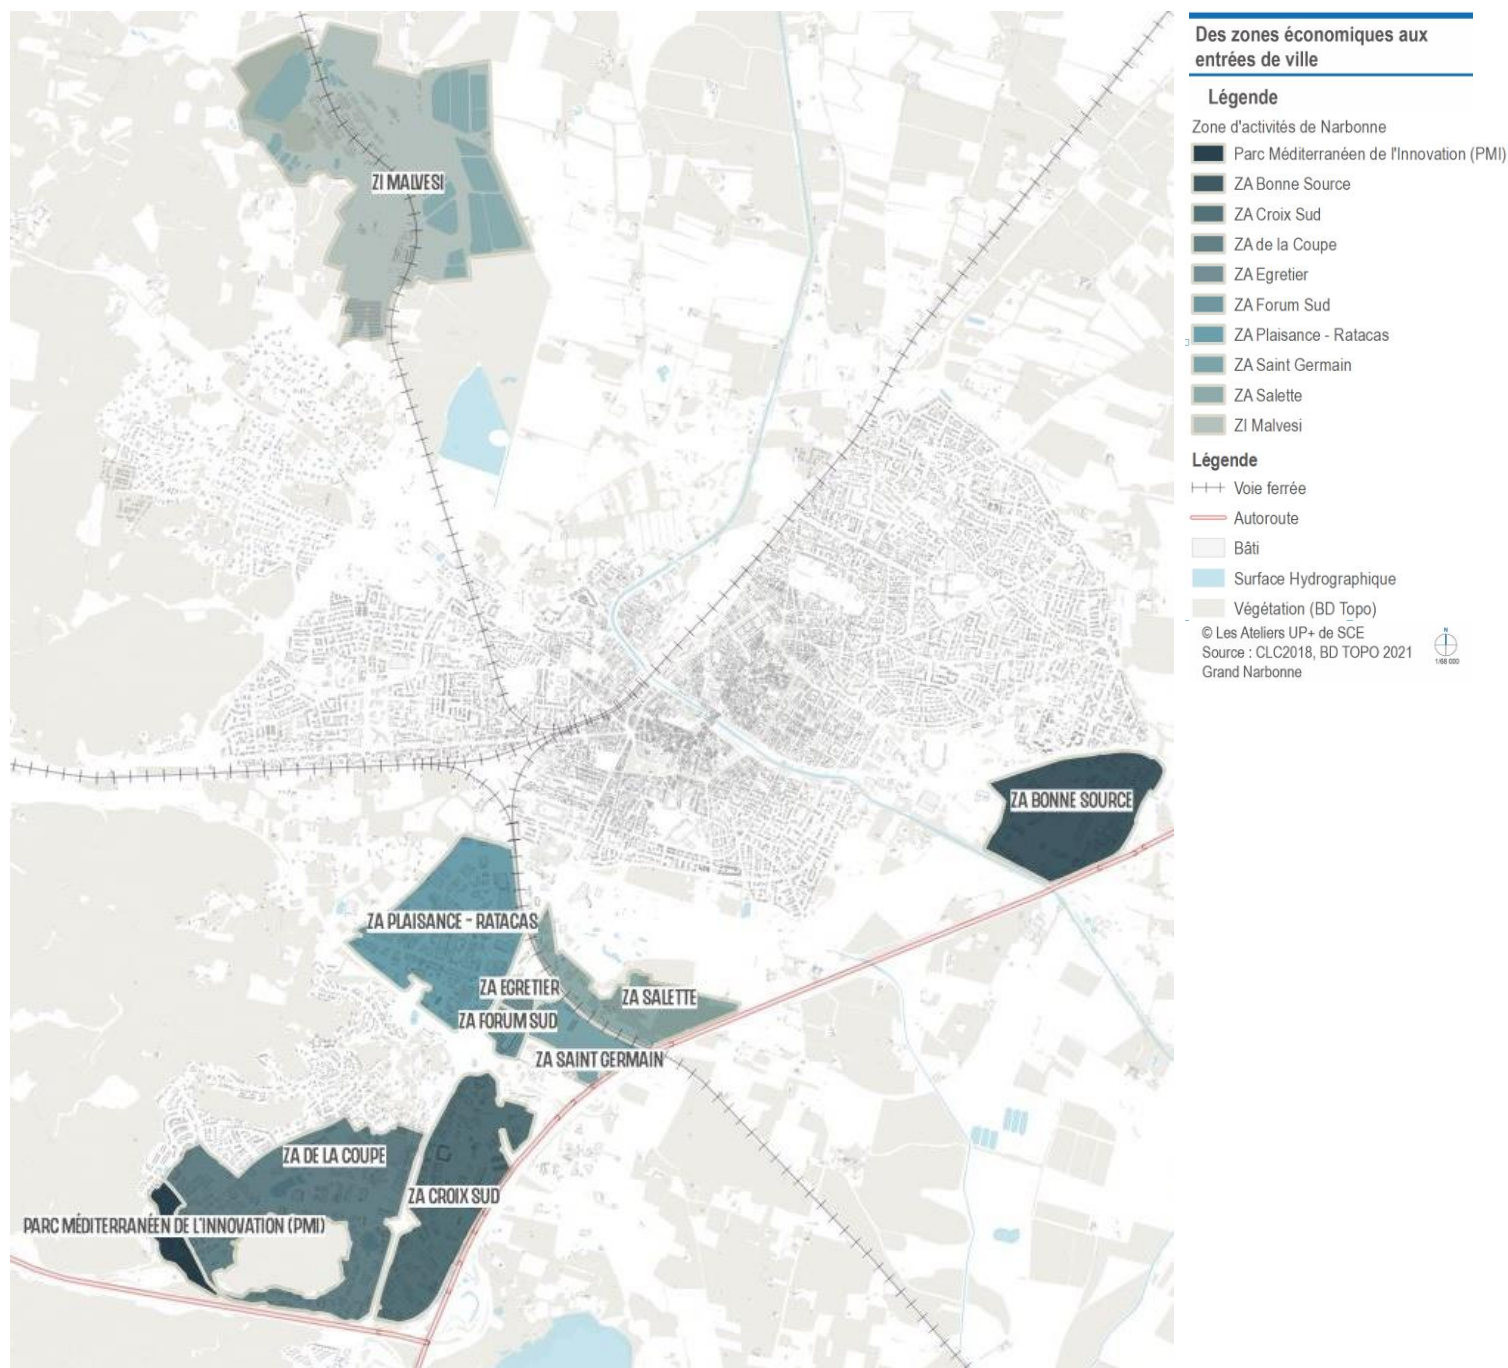 ZI MALVESI
ZA BONNE SOURCE
ZA PLAISANCE - RATACAS
ZA EGRETIER
ZA SALETTE
ZA FORUM SUD
ZA SAINT GERMAIN
ZA DE LA COUPE
ZA CROIX SUD
PARC MÉDITERRANÉEN DE L'INNOVATION (PMI)
Des zones économiques aux
entrées de ville
Légende
Zone d'activités de Narbonne
Parc Méditerranéen de l'Innovation (PMI)
ZA Bonne Source
ZA Croix Sud
ZA de la Coupe
ZA Egretier
ZA Forum Sud
ZA Plaisance - Ratacas
ZA Saint Germain
ZA Salette
ZI Malvesi
Légende
Voie ferrée
Autoroute
Bâti
Surface Hydrographique
Végétation (BD Topo)
© Les Ateliers UP+ de SCE
Source : CLC2018, BD TOPO 2021
Grand Narbonne
N
1/68 000